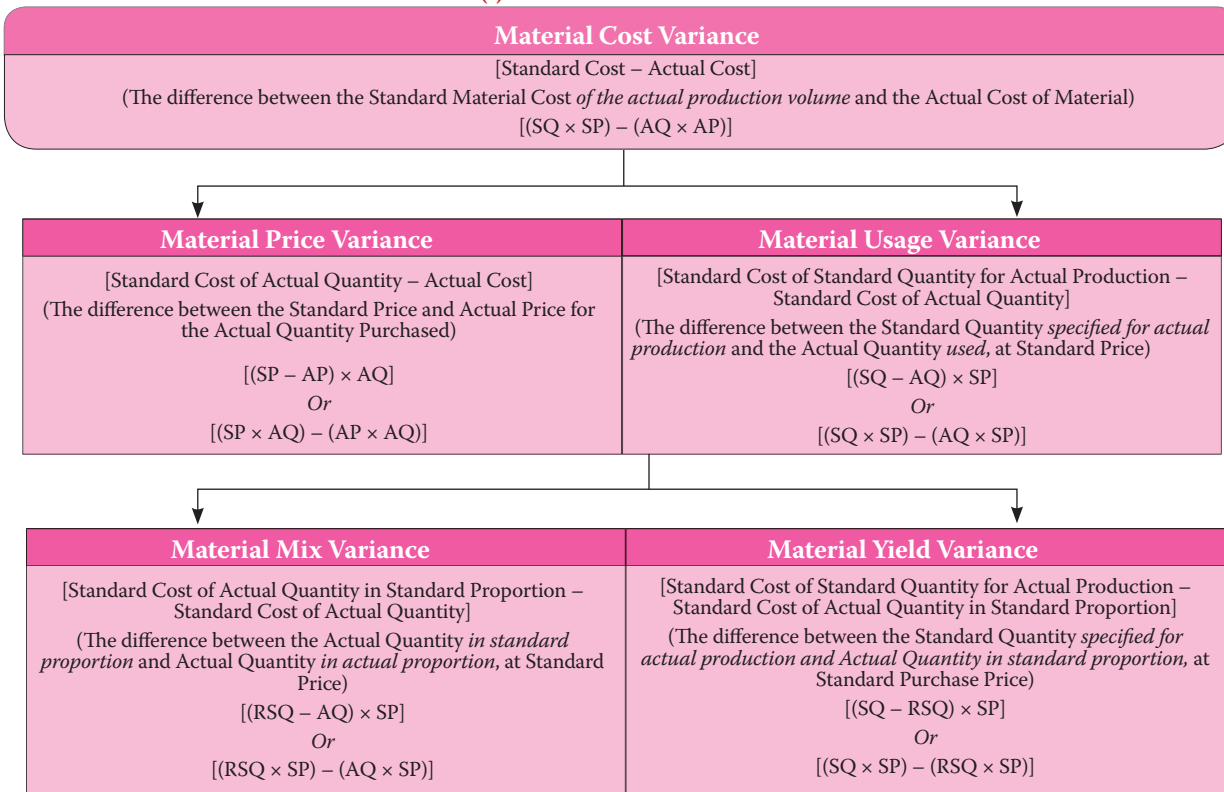 Material Cost Variance
[Standard Cost – Actual Cost]
(The difference between the Standard Material Cost of the actual production volume and the Actual Cost of Material)
[(SQ × SP) – (AQ × AP)]
Material Price Variance
[Standard Cost of Actual Quantity – Actual Cost]
(The difference between the Standard Price and Actual Price for
the Actual Quantity Purchased)
[(SP – AP) × AQ]
Or
[(SP × AQ) – (AP × AQ)]
Material Usage Variance
[Standard Cost of Standard Quantity for Actual Production –
Standard Cost of Actual Quantity]
(The difference between the Standard Quantity specified for actual
production and the Actual Quantity used, at Standard Price)
[(SQ – AQ) × SP]
Or
[(SQ × SP) – (AQ × SP)]
Material Mix Variance
[Standard Cost of Actual Quantity in Standard Proportion –
Standard Cost of Actual Quantity]
(The difference between the Actual Quantity in standard
proportion and Actual Quantity in actual proportion, at Standard
Price)
[(RSQ – AQ) × SP]
Or
[(RSQ × SP) – (AQ × SP)]
Material Yield Variance
[Standard Cost of Standard Quantity for Actual Production –
Standard Cost of Actual Quantity in Standard Proportion]
(The difference between the Standard Quantity specified for
actual production and Actual Quantity in standard proportion, at
Standard Purchase Price)
[(SQ – RSQ) × SP]
Or
[(SQ × SP) – (RSQ × SP)]